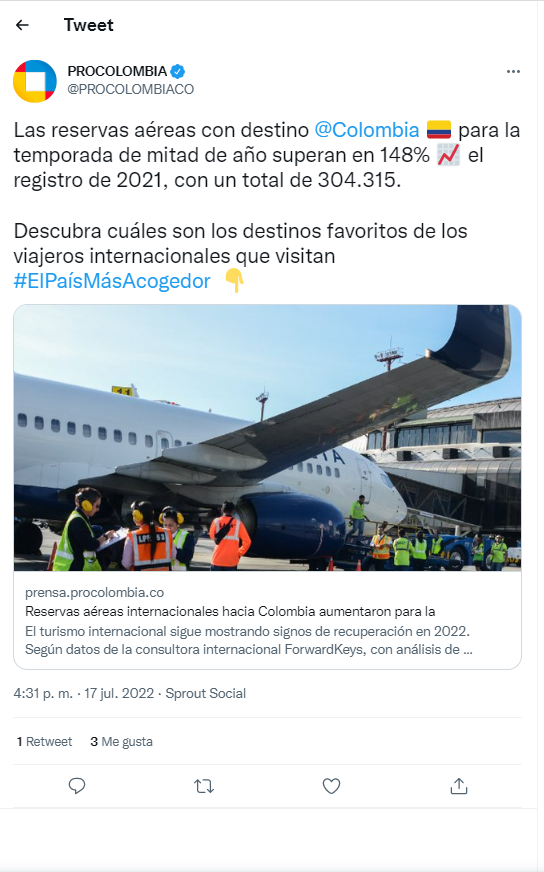 Tweet
PROCOLOMBIA
@PROCOLOMBIACO
Las reservas aéreas con destino @Colombia 🇨🇴 para la
temporada de mitad de año superan en 148% 📈 el
registro de 2021, con un total de 304.315.
Descubra cuáles son los destinos favoritos de los
viajeros internacionales que visitan
#ElPaísMásAcogedor 👇
prensa.procolombia.co
Reservas aéreas internacionales hacia Colombia aumentaron para la
El turismo internacional sigue mostrando signos de recuperación en 2022.
Según datos de la consultora internacional ForwardKeys, con análisis de ...
4:31 p. m. · 17 jul. 2022 · Sprout Social
1 Retweet 3 Me gusta